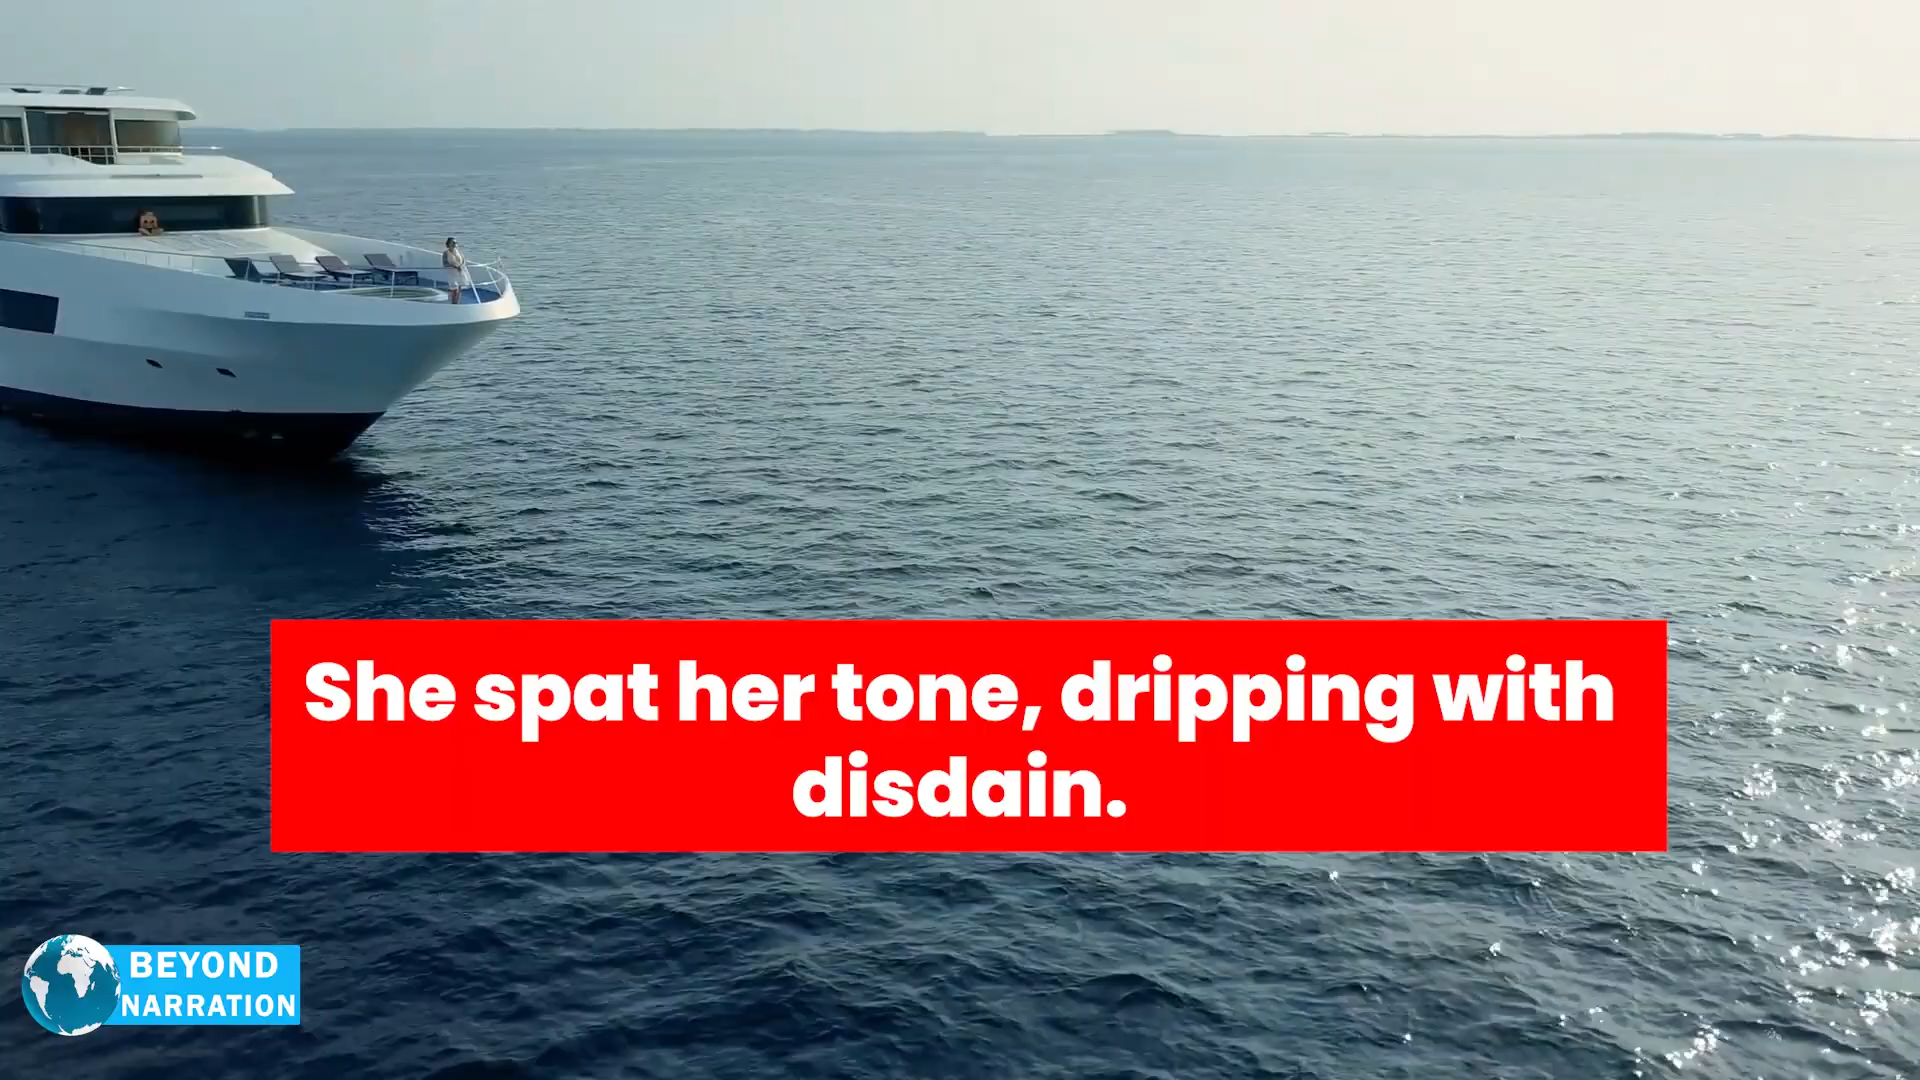 She spat her tone, dripping with
disdain.
BEYOND
NARRATION